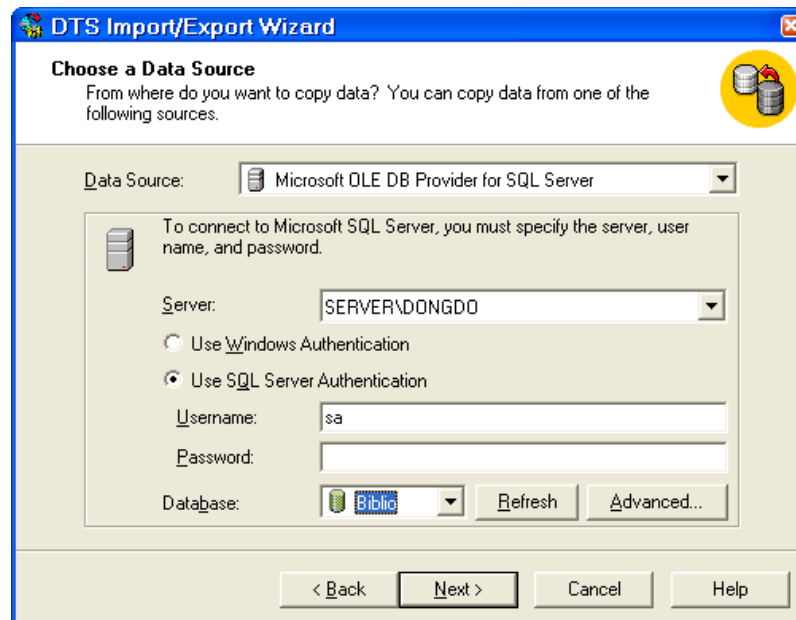 DTS Import/Export Wizard
Choose a Data Source
From where do you want to copy data? You can copy data from one of the
following sources.
Data Source: Microsoft OLE DB Provider for SQL Server
To connect to Microsoft SQL Server, you must specify the server, user
name, and password.
Server: SERVER\DONGDO
Use Windows Authentication
Use SQL Server Authentication
Username: sa
Password:
Database: Biblio Refresh Advanced...
< Back Next > Cancel Help